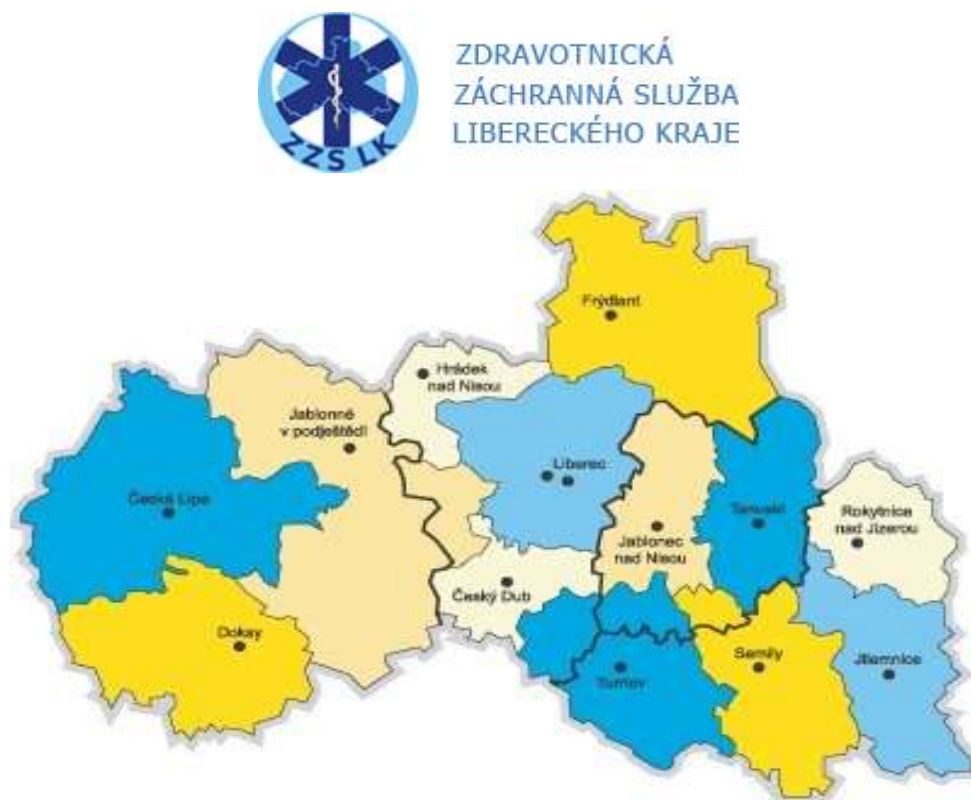 ZDRAVOTNICKÁ
ZÁCHRANNÁ SLUŽBA
LIBERECKÉHO KRAJE
ZZS LK
Frýdlant
Hrádek
nad Nisou
Jablonné
v podještědí
Liberec
Česká Lípa
Tanvald
Rokytnice
nad Jizerou
Jablonec
nad Nisou
Český Dub
Doksy
Turnov
Semily
Jilemnice